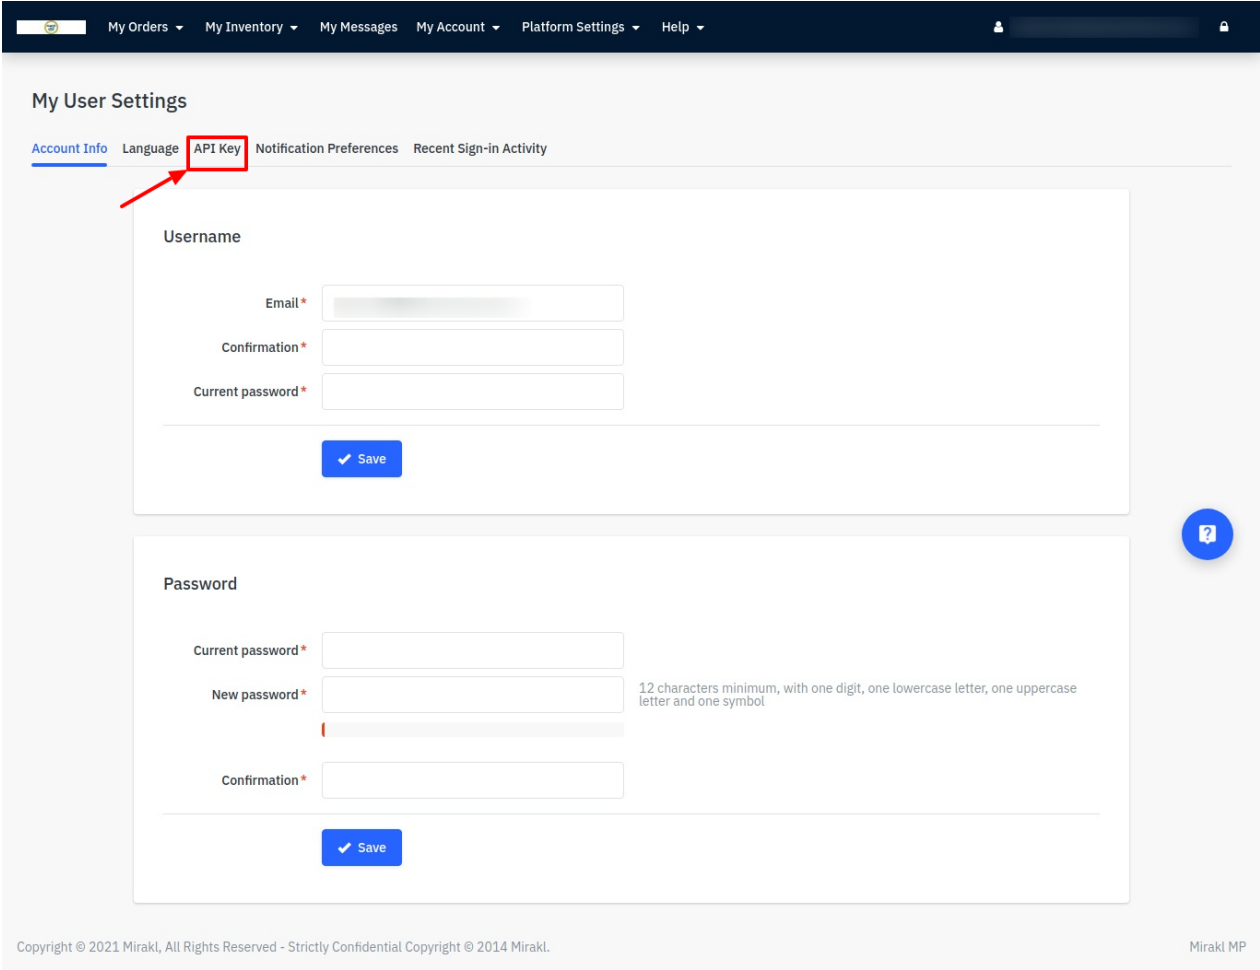 My Orders My Inventory My Messages My Account Platform Settings Help
My User Settings
Account Info Language API Key Notification Preferences Recent Sign-in Activity
Username
Email*
Confirmation*
Current password*
Save
Password
Current password*
New password*
12 characters minimum, with one digit, one lowercase letter, one uppercase
letter and one symbol
Confirmation*
Save
Copyright © 2021 Mirakl, All Rights Reserved - Strictly Confidential Copyright © 2014 Mirakl. Mirakl MP